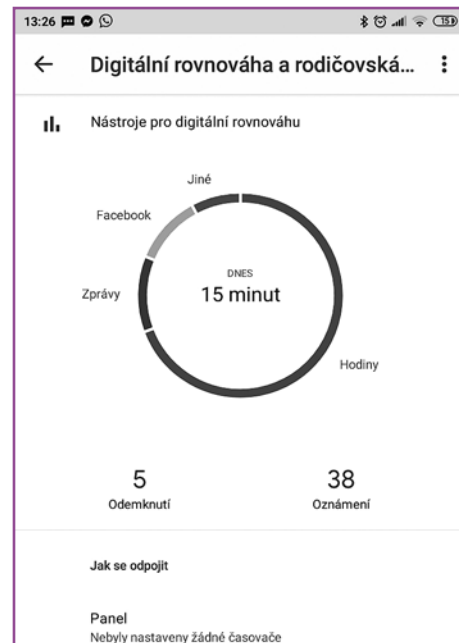 13:26
15
Digitální rovnováha a rodičovská...
Nástroje pro digitální rovnováhu
Jiné
Facebook
Zprávy
DNES
15 minut
Hodiny
5
38
Odemknutí
Oznámení
Jak se odpojit
Panel
Nebyly nastaveny žádné časovače